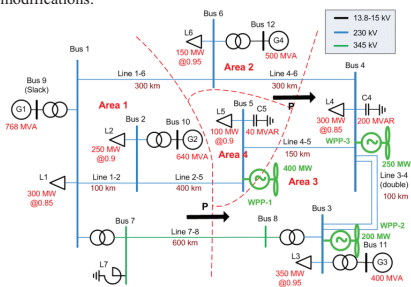 modifications.
Bus 6
L6
Bus 12
G4
150 MW
@0.95
500 MVA
Area 2
13.8-15 kV
230 kV
345 kV
Bus 1
Line 1-6
300 km
Line 4-6
300 km
Bus 4
P
Bus 9
(Slack)
G1
768 MVA
Area 1
L2
250 MW
@0.9
Bus 2
Bus 10
G2
640 MVA
Bus 5
L5
C5
100 MW
@0.9
40 MVAR
Area 4
Line 4-5
150 km
L4
C4
300 MW
@0.85
200 MVAR
WPP-3
250 MW
L1
300 MW
@0.85
Line 1-2
100 km
Line 2-5
400 km
400 MW
WPP-1
Area 3
Line 3-4
(double)
100 km
P
Bus 7
Line 7-8
600 km
Bus 8
Bus 3
WPP-2
200 MW
Bus 11
L7
L3
350 MW
@0.95
G3
400 MVA